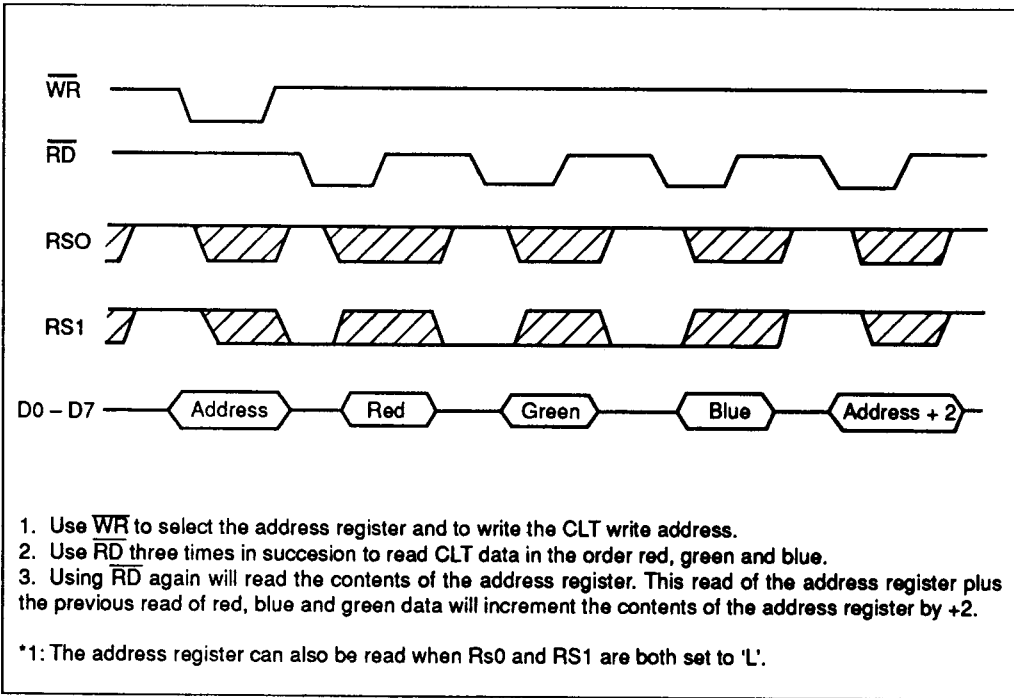 WR
RD
RSO
RS1
D0 – D7
Address
Red
Green
Blue
Address + 2
1. Use WR to select the address register and to write the CLT write address.
2. Use RD three times in succesion to read CLT data in the order red, green and blue.
3. Using RD again will read the contents of the address register. This read of the address register plus
the previous read of red, blue and green data will increment the contents of the address register by +2.
*1: The address register can also be read when Rs0 and RS1 are both set to 'L'.